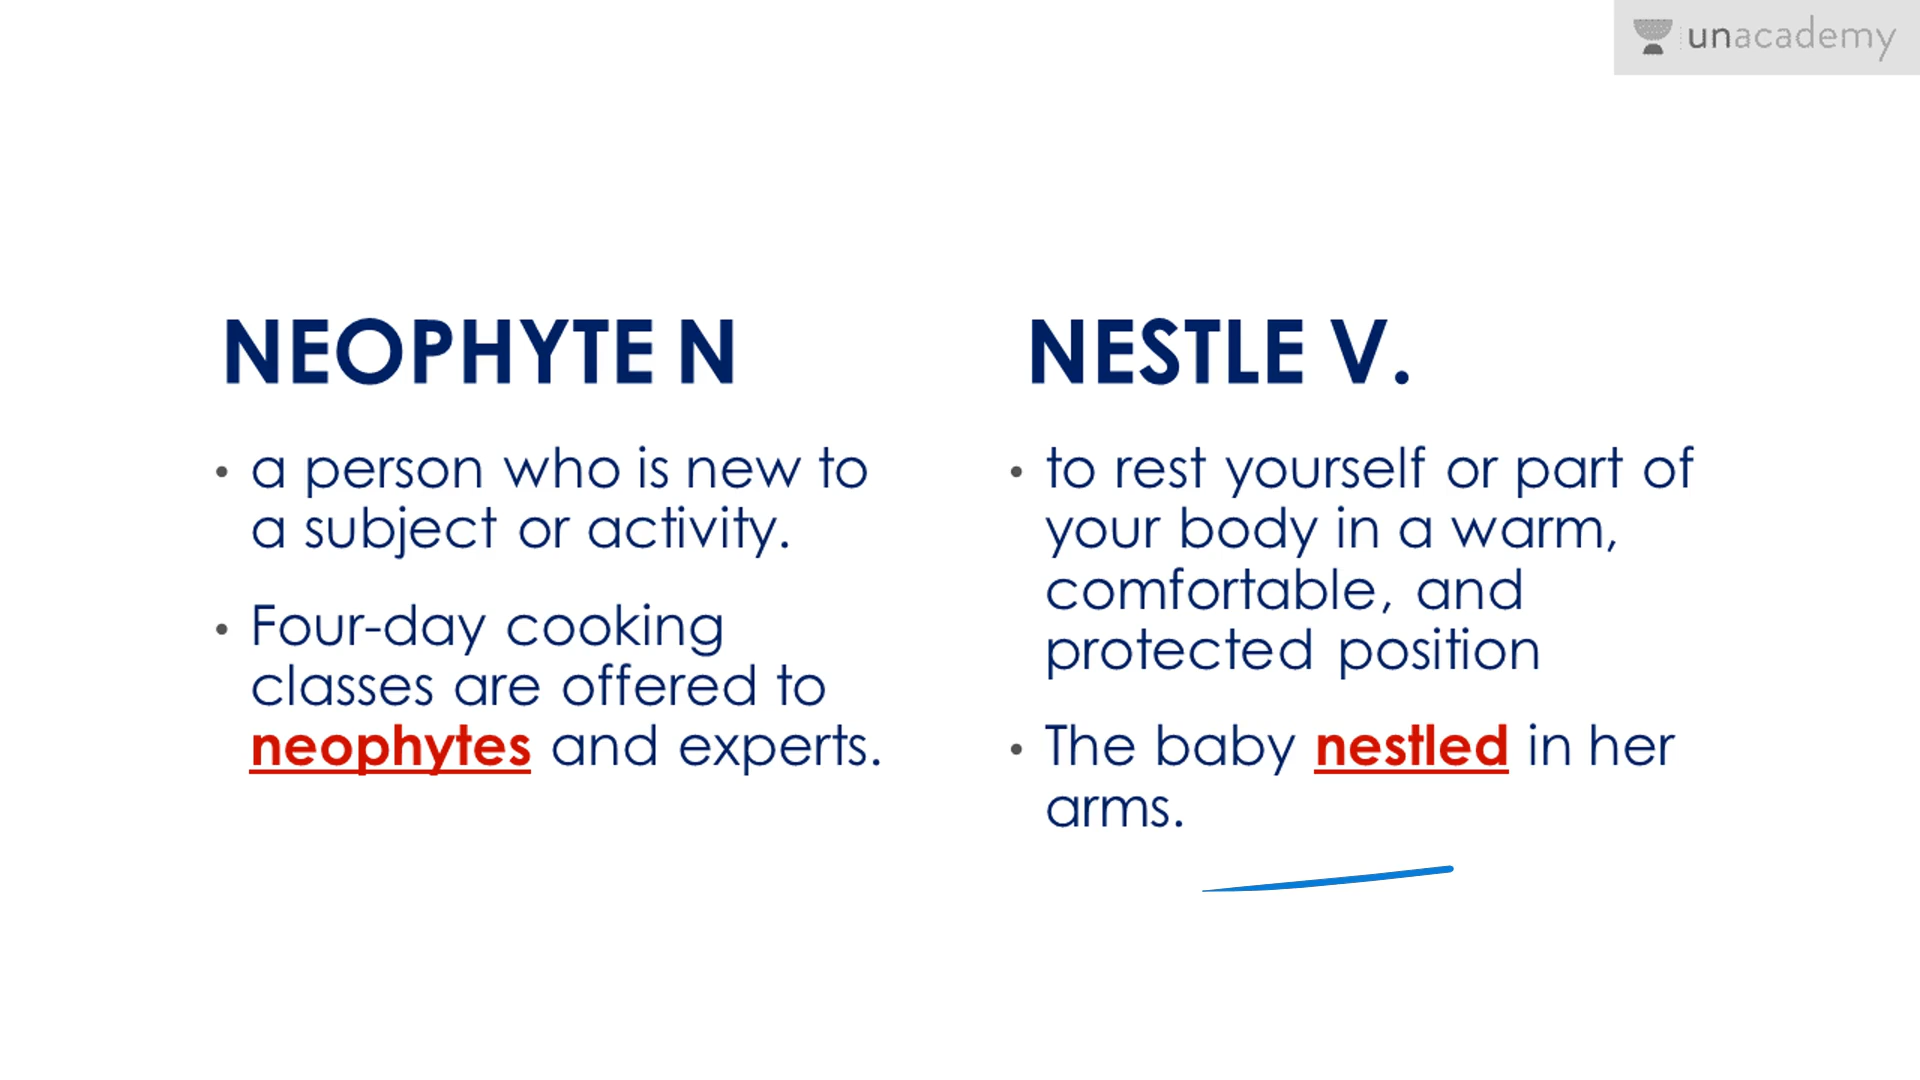 unacademy
NEOPHYTE N
• a person who is new to
a subject or activity.
• Four-day cooking
classes are offered to
neophytes and experts.
NESTLE V.
• to rest yourself or part of
your body in a warm,
comfortable, and
protected position
• The baby nestled in her
arms.